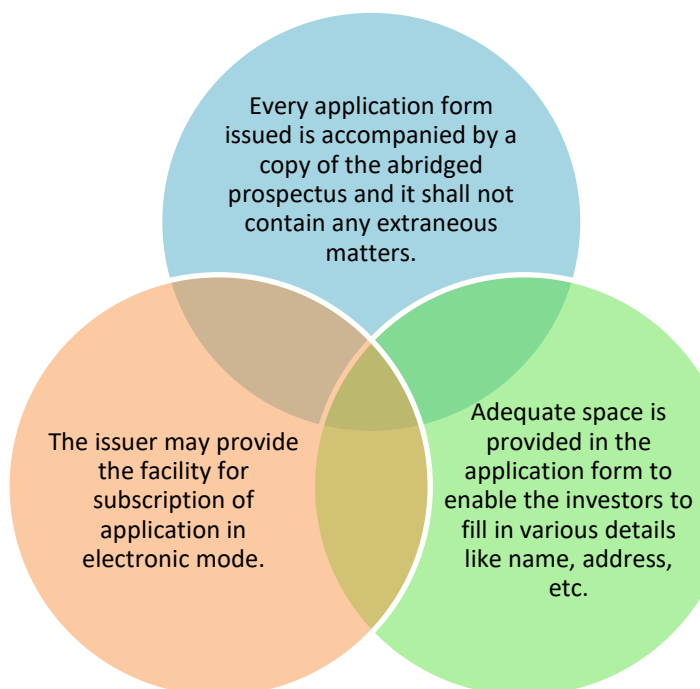 Every application form
issued is accompanied by a
copy of the abridged
prospectus and it shall not
contain any extraneous
matters.
The issuer may provide
the facility for
subscription of
application in
electronic mode.
Adequate space is
provided in the
application form to
enable the investors to
fill in various details
like name, address,
etc.